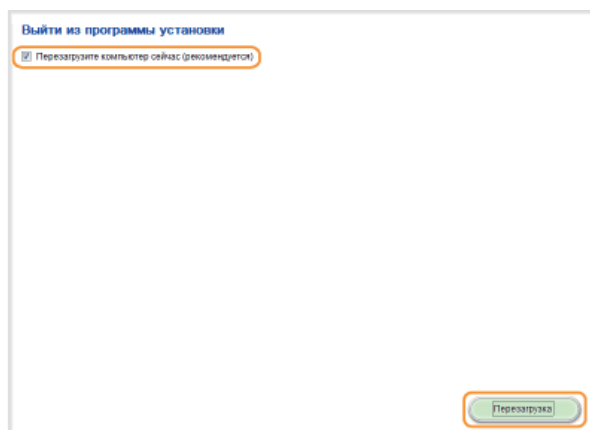 Выйти из программы установки
Перезагрузите компьютер сейчас (рекомендуется)
Перезагрузка